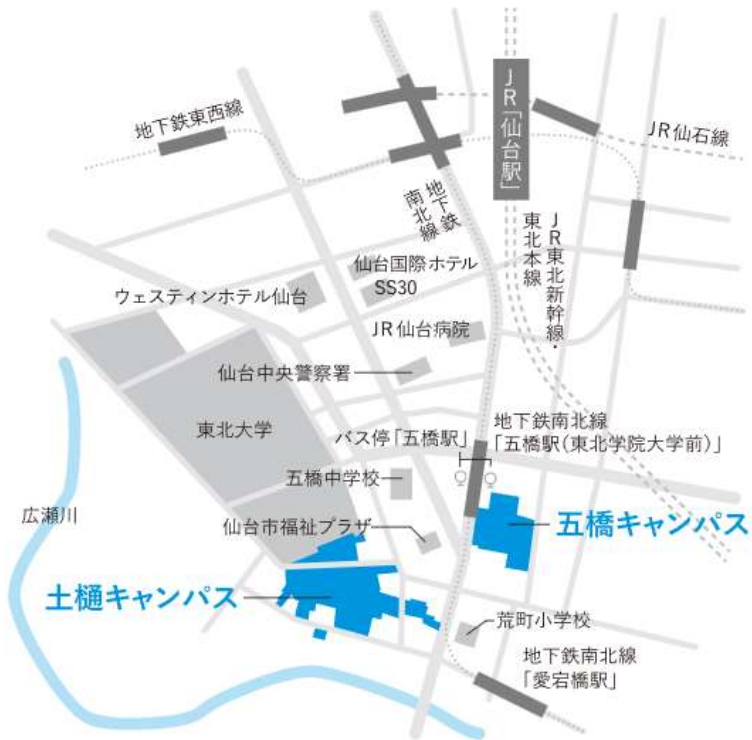 JR「仙台駅」
地下鉄東西線
JR仙石線
地下鉄
南北線
JR東北新幹線・
東北本線
仙台国際ホテル
SS30
ウェスティンホテル仙台
JR仙台病院
仙台中央警察署
東北大学
バス停「五橋駅」
地下鉄南北線
「五橋駅(東北学院大学前)」
五橋中学校
広瀬川
仙台市福祉プラザ
五橋キャンパス
土樋キャンパス
荒町小学校
地下鉄南北線
「愛宕橋駅」